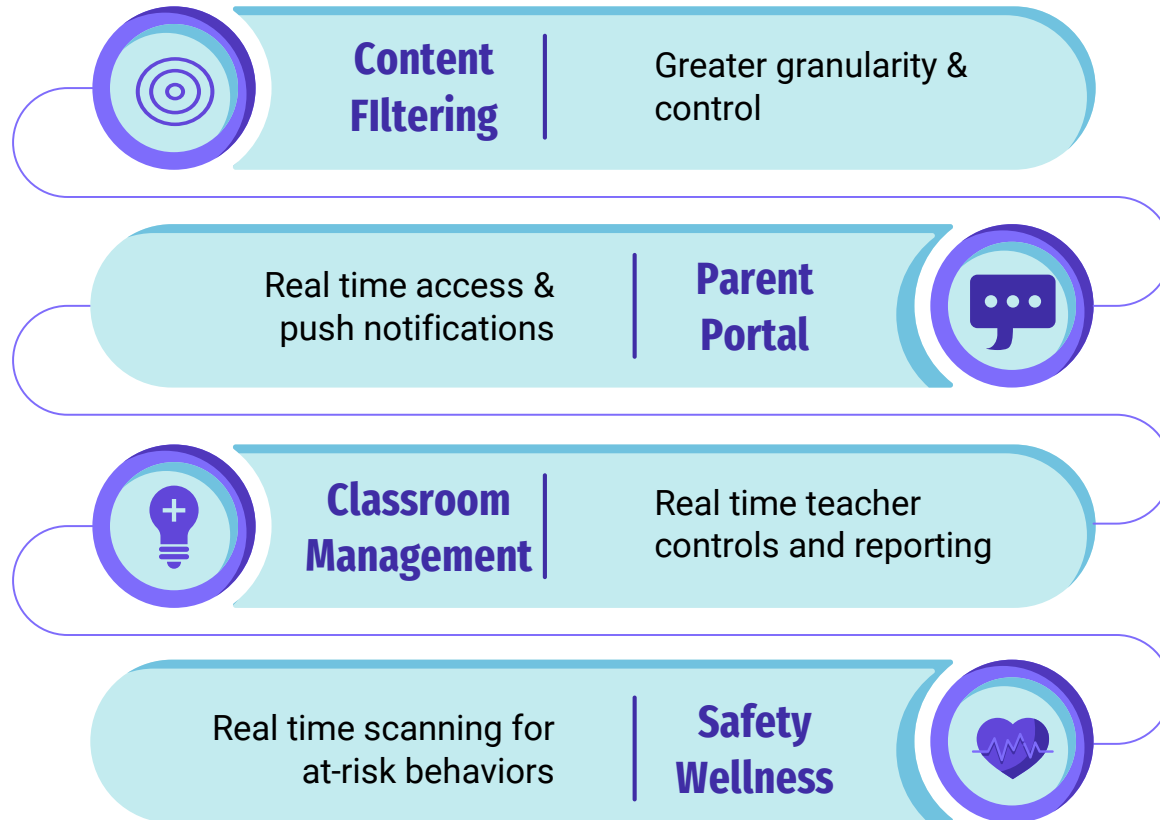 Content
FIltering
Greater granularity &
control
Real time access &
push notifications
Parent
Portal
Classroom
Management
Real time teacher
controls and reporting
Real time scanning for
at-risk behaviors
Safety
Wellness